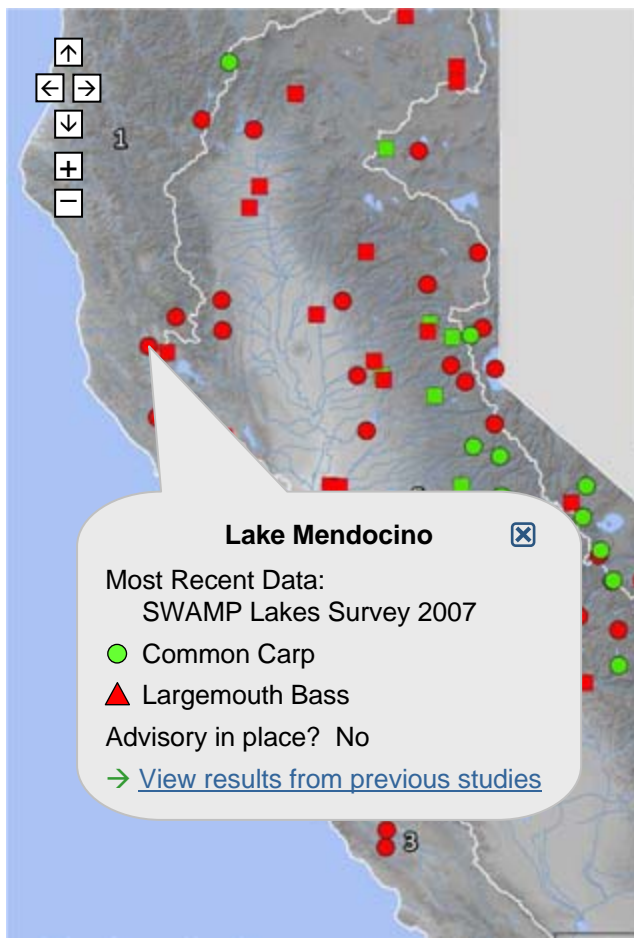 1
+
−
Lake Mendocino
Most Recent Data:
SWAMP Lakes Survey 2007
Common Carp
Largemouth Bass
Advisory in place? No
→ View results from previous studies
3